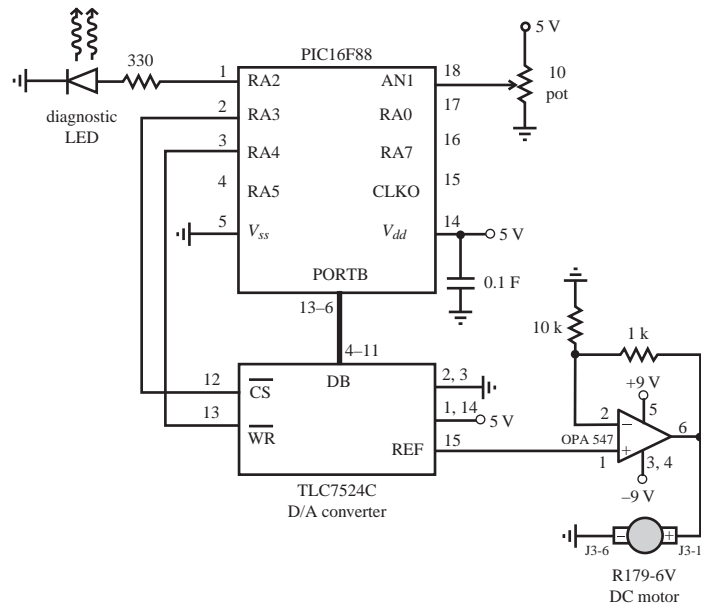 5 V
PIC16F88
330
1
RA2
AN1
18
10
pot
diagnostic
LED
2
RA3
RA0
17
3
RA4
RA7
16
4
RA5
CLKO
15
5
Vss
Vdd
14
5 V
PORTB
0.1 F
13–6
4–11
10 k
1 k
DB
2, 3
12
CS
+9 V
1, 14
5 V
13
WR
2
−
5
6
REF
15
OPA 547
+
1
3, 4
TLC7524C
D/A converter
–9 V
−
+
J3-6
J3-1
R179-6V
DC motor